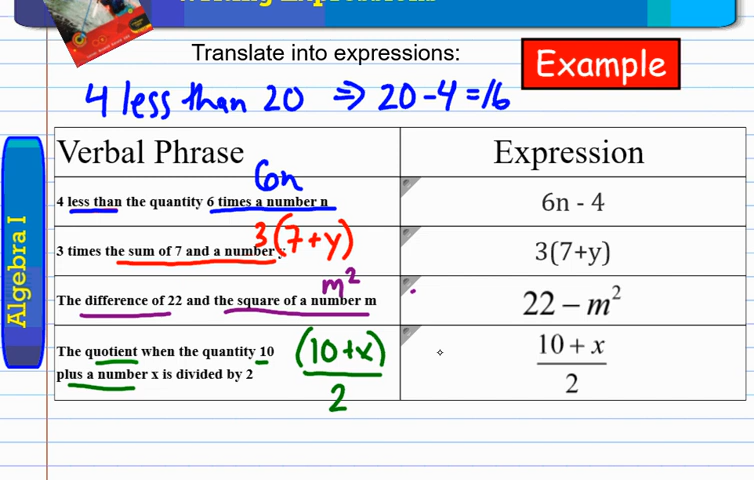 Translate into expressions:
Example
4 less than 20 ⇒ 20-4=16
Verbal Phrase
Expression
6n
4 less than the quantity 6 times a number n
6n - 4
3(7+y)
3 times the sum of 7 and a number
3(7+y)
m²
The difference of 22 and the square of a number m
22 – m²
The quotient when the quantity 10
plus a number x is divided by 2
(10+x)
2
10 + x
2
Algebra I